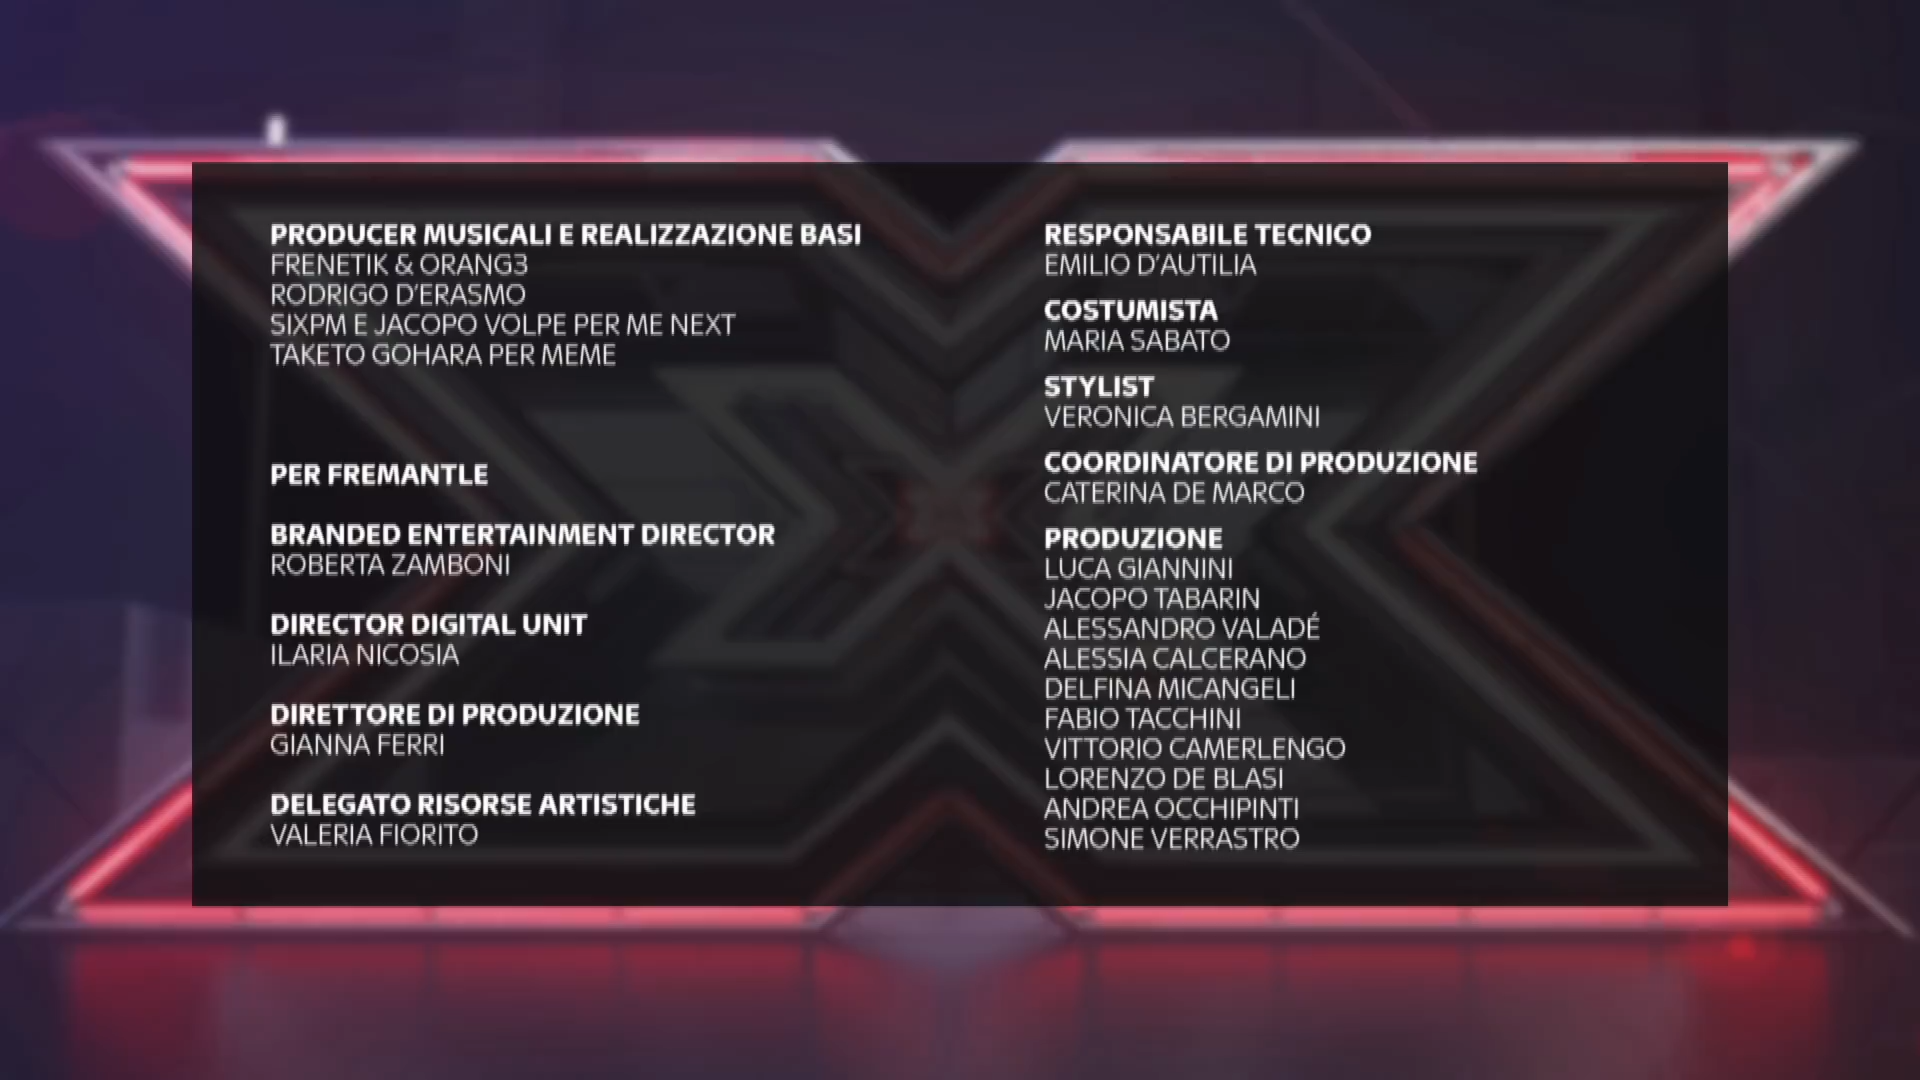 PRODUCER MUSICALI E REALIZZAZIONE BASI
FRENETIK & ORANG3
RODRIGO D'ERASMO
SIXPM E JACOPO VOLPE PER ME NEXT
TAKETO GOHARA PER MEME
PER FREMANTLE
BRANDED ENTERTAINMENT DIRECTOR
ROBERTA ZAMBONI
DIRECTOR DIGITAL UNIT
ILARIA NICOSIA
DIRETTORE DI PRODUZIONE
GIANNA FERRI
DELEGATO RISORSE ARTISTICHE
VALERIA FIORITO
RESPONSABILE TECNICO
EMILIO D'AUTILIA
COSTUMISTA
MARIA SABATO
STYLIST
VERONICA BERGAMINI
COORDINATORE DI PRODUZIONE
CATERINA DE MARCO
PRODUZIONE
LUCA GIANNINI
JACOPO TABARIN
ALESSANDRO VALADÉ
ALESSIA CALCERANO
DELFINA MICANGELI
FABIO TACCHINI
VITTORIO CAMERLENGO
LORENZO DE BLASI
ANDREA OCCHIPINTI
SIMONE VERRASTRO